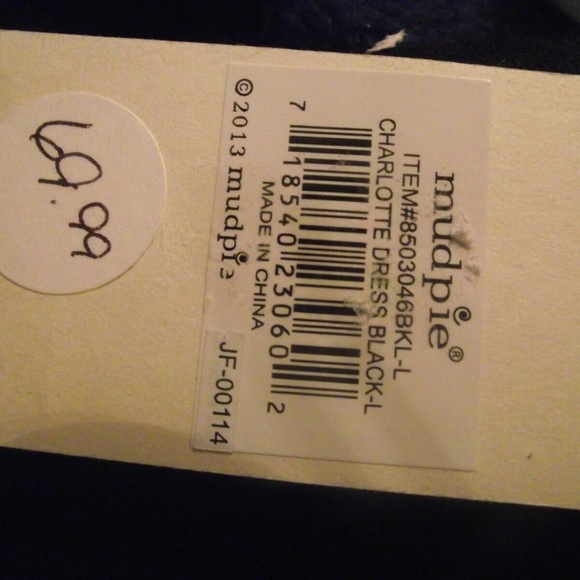 mudpie®
ITEM#8503046BKL-L
CHARLOTTE DRESS BLACK-L
7 18540 23060 2
MADE IN CHINA
© 2013 mudpie
JF-00114
69.99